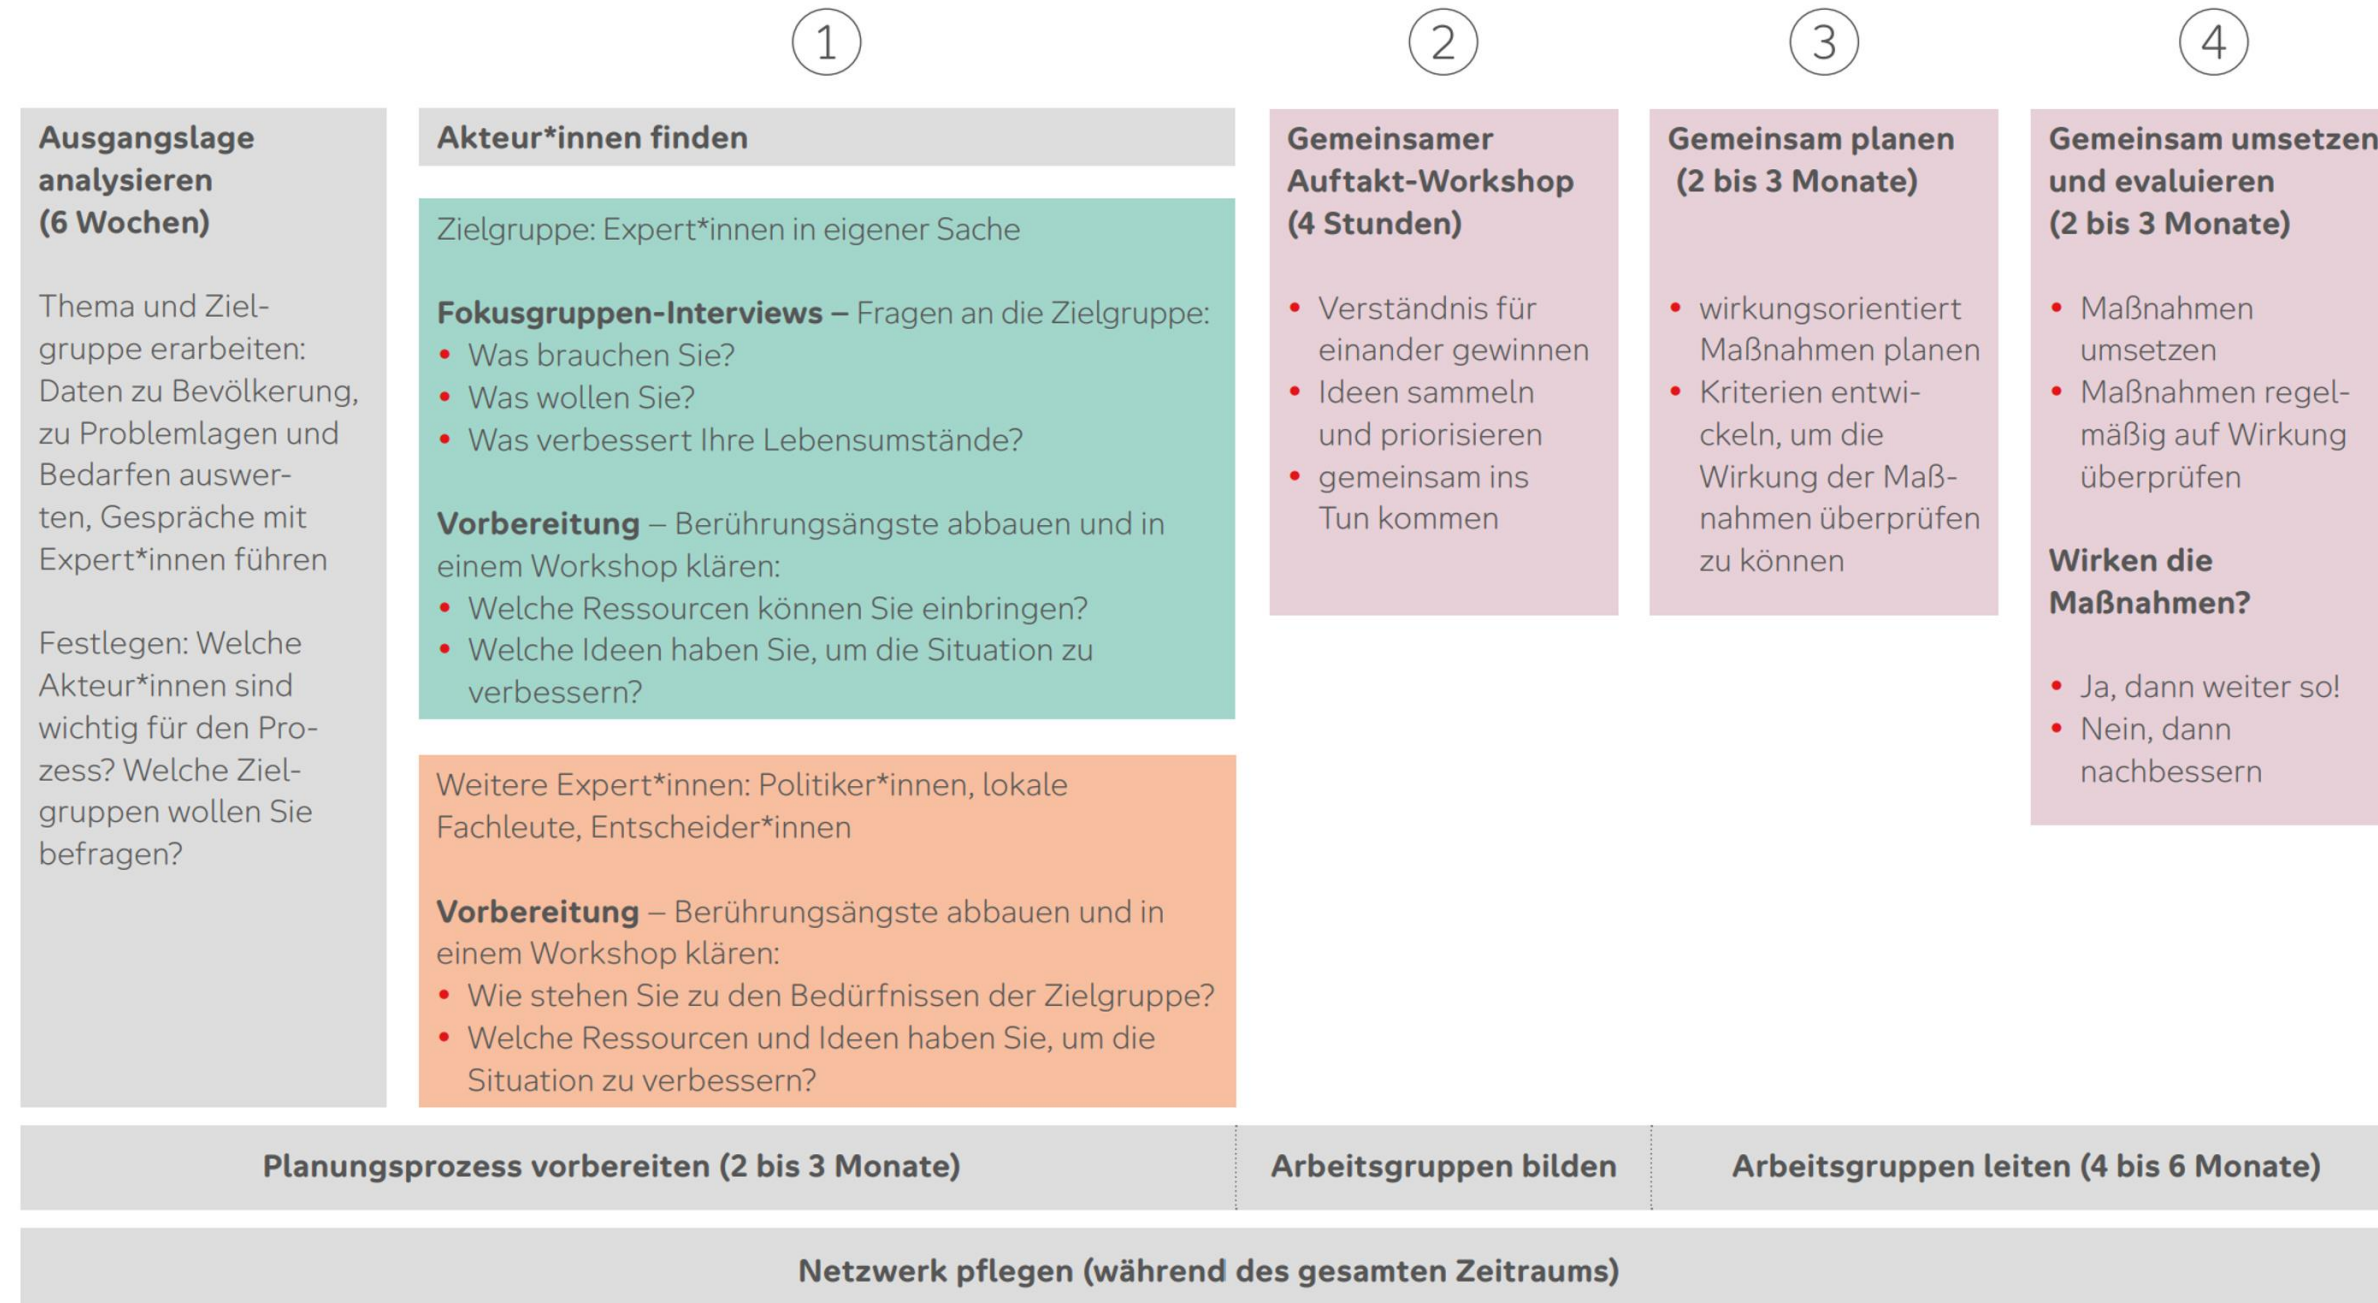 1
2
3
4
Ausgangslage
analysieren
(6 Wochen)
Thema und Ziel-
gruppe erarbeiten:
Daten zu Bevölkerung,
zu Problemlagen und
Bedarfen auswer-
ten, Gespräche mit
Expert*innen führen
Festlegen: Welche
Akteur*innen sind
wichtig für den Pro-
zess? Welche Ziel-
gruppen wollen Sie
befragen?
Akteur*innen finden
Zielgruppe: Expert*innen in eigener Sache
Fokusgruppen-Interviews – Fragen an die Zielgruppe:
• Was brauchen Sie?
• Was wollen Sie?
• Was verbessert Ihre Lebensumstände?
Vorbereitung – Berührungsängste abbauen und in
einem Workshop klären:
• Welche Ressourcen können Sie einbringen?
• Welche Ideen haben Sie, um die Situation zu
verbessern?
Weitere Expert*innen: Politiker*innen, lokale
Fachleute, Entscheider*innen
Vorbereitung – Berührungsängste abbauen und in
einem Workshop klären:
• Wie stehen Sie zu den Bedürfnissen der Zielgruppe?
• Welche Ressourcen und Ideen haben Sie, um die
Situation zu verbessern?
Gemeinsamer
Auftakt-Workshop
(4 Stunden)
• Verständnis für
einander gewinnen
• Ideen sammeln
und priorisieren
• gemeinsam ins
Tun kommen
Gemeinsam planen
(2 bis 3 Monate)
• wirkungsorientiert
Maßnahmen planen
• Kriterien entwi-
ckeln, um die
Wirkung der Maß-
nahmen überprüfen
zu können
Gemeinsam umsetzen
und evaluieren
(2 bis 3 Monate)
• Maßnahmen
umsetzen
• Maßnahmen regel-
mäßig auf Wirkung
überprüfen
Wirken die
Maßnahmen?
• Ja, dann weiter so!
• Nein, dann
nachbessern
Planungsprozess vorbereiten (2 bis 3 Monate)
Arbeitsgruppen bilden
Arbeitsgruppen leiten (4 bis 6 Monate)
Netzwerk pflegen (während des gesamten Zeitraums)